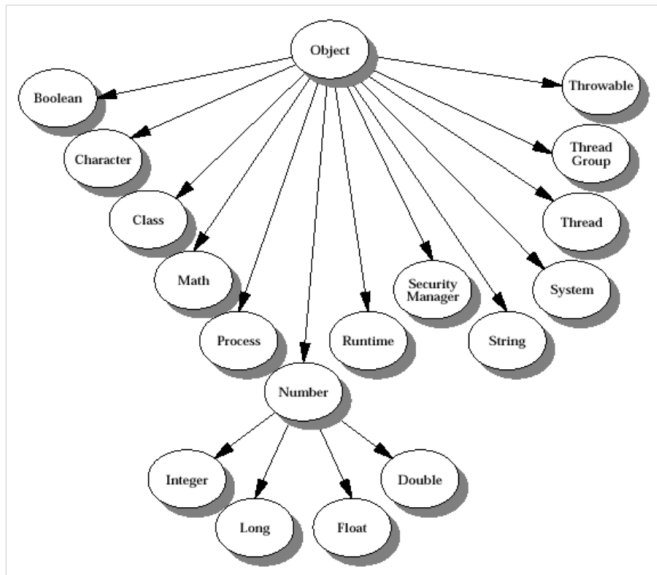 Object
Boolean
Throwable
Character
Thread
Group
Class
Thread
Math
Security
Manager
System
Process
Runtime
String
Number
Integer
Double
Long
Float